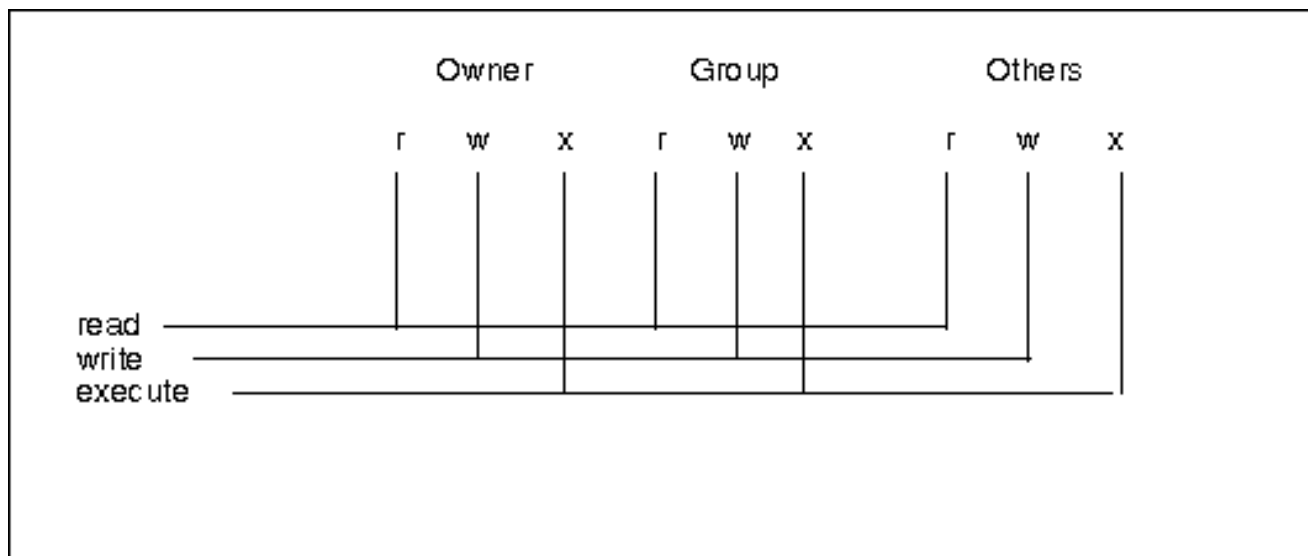 Owner Group Others
r w x r w x r w x
read
write
execute